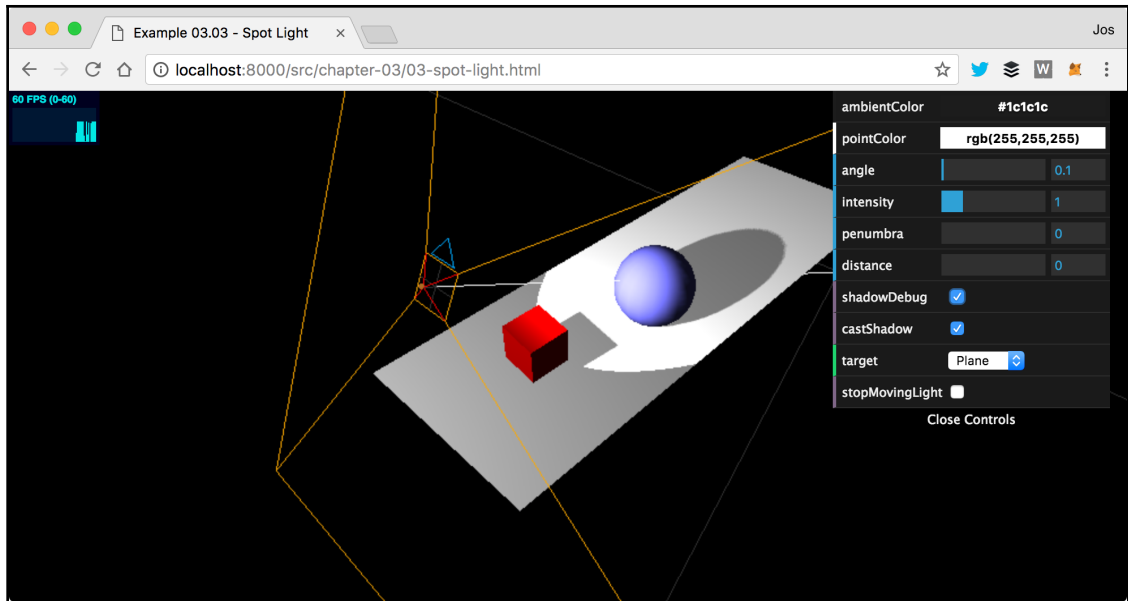 Example 03.03 - Spot Light
Jos
localhost:8000/src/chapter-03/03-spot-light.html
W
60 FPS (0-60)
ambientColor #1c1c1c
pointColor rgb(255,255,255)
angle 0.1
intensity 1
penumbra 0
distance 0
shadowDebug
castShadow
target Plane
stopMovingLight
Close Controls